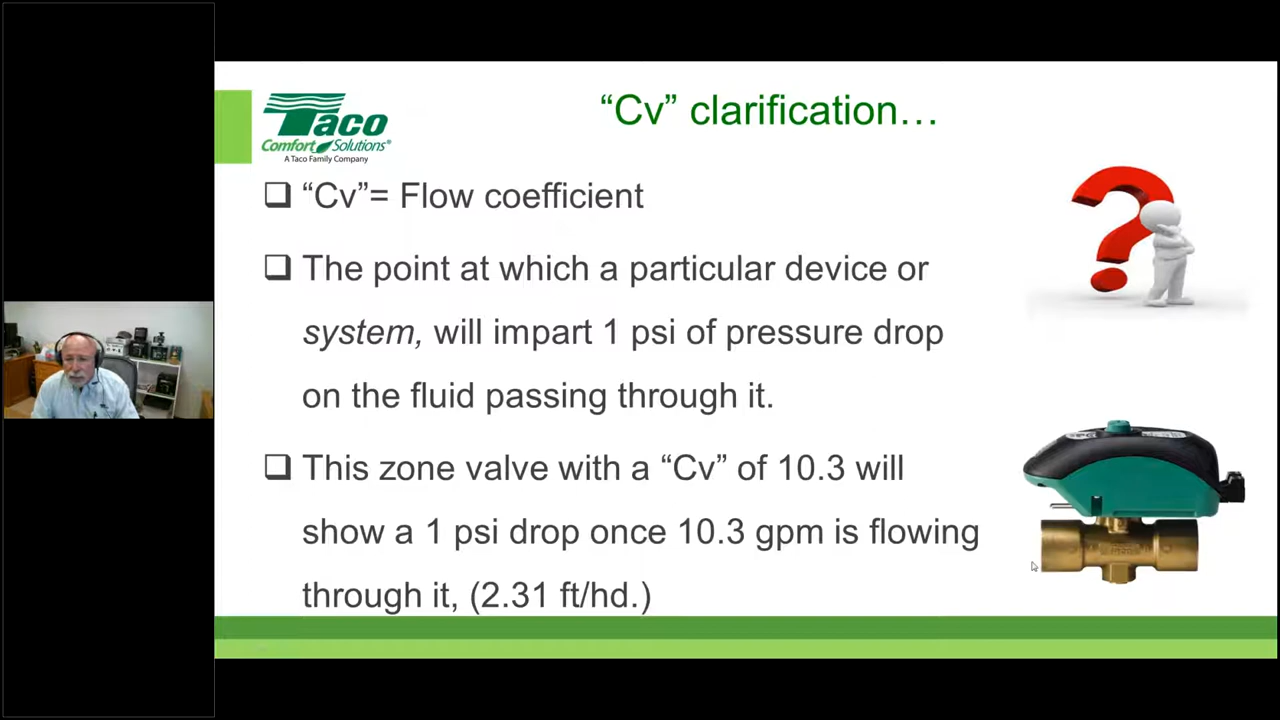 Taco
Comfort Solutions®
A Taco Family Company
“Cv” clarification…
“Cv”= Flow coefficient
The point at which a particular device or
system, will impart 1 psi of pressure drop
on the fluid passing through it.
This zone valve with a “Cv” of 10.3 will
show a 1 psi drop once 10.3 gpm is flowing
through it, (2.31 ft/hd.)